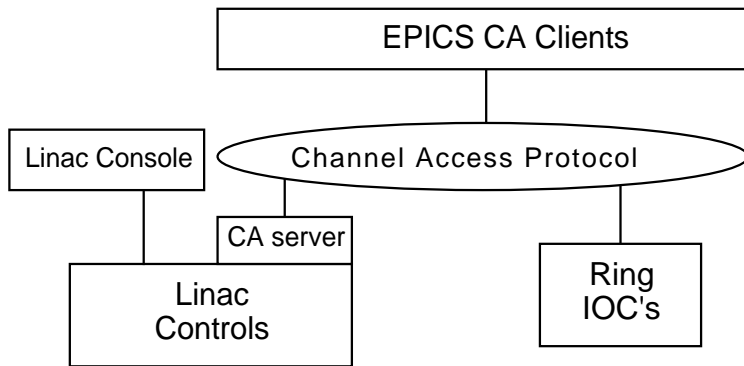 EPICS CA Clients
Linac Console
Channel Access Protocol
CA server
Linac
Controls
Ring
IOC's